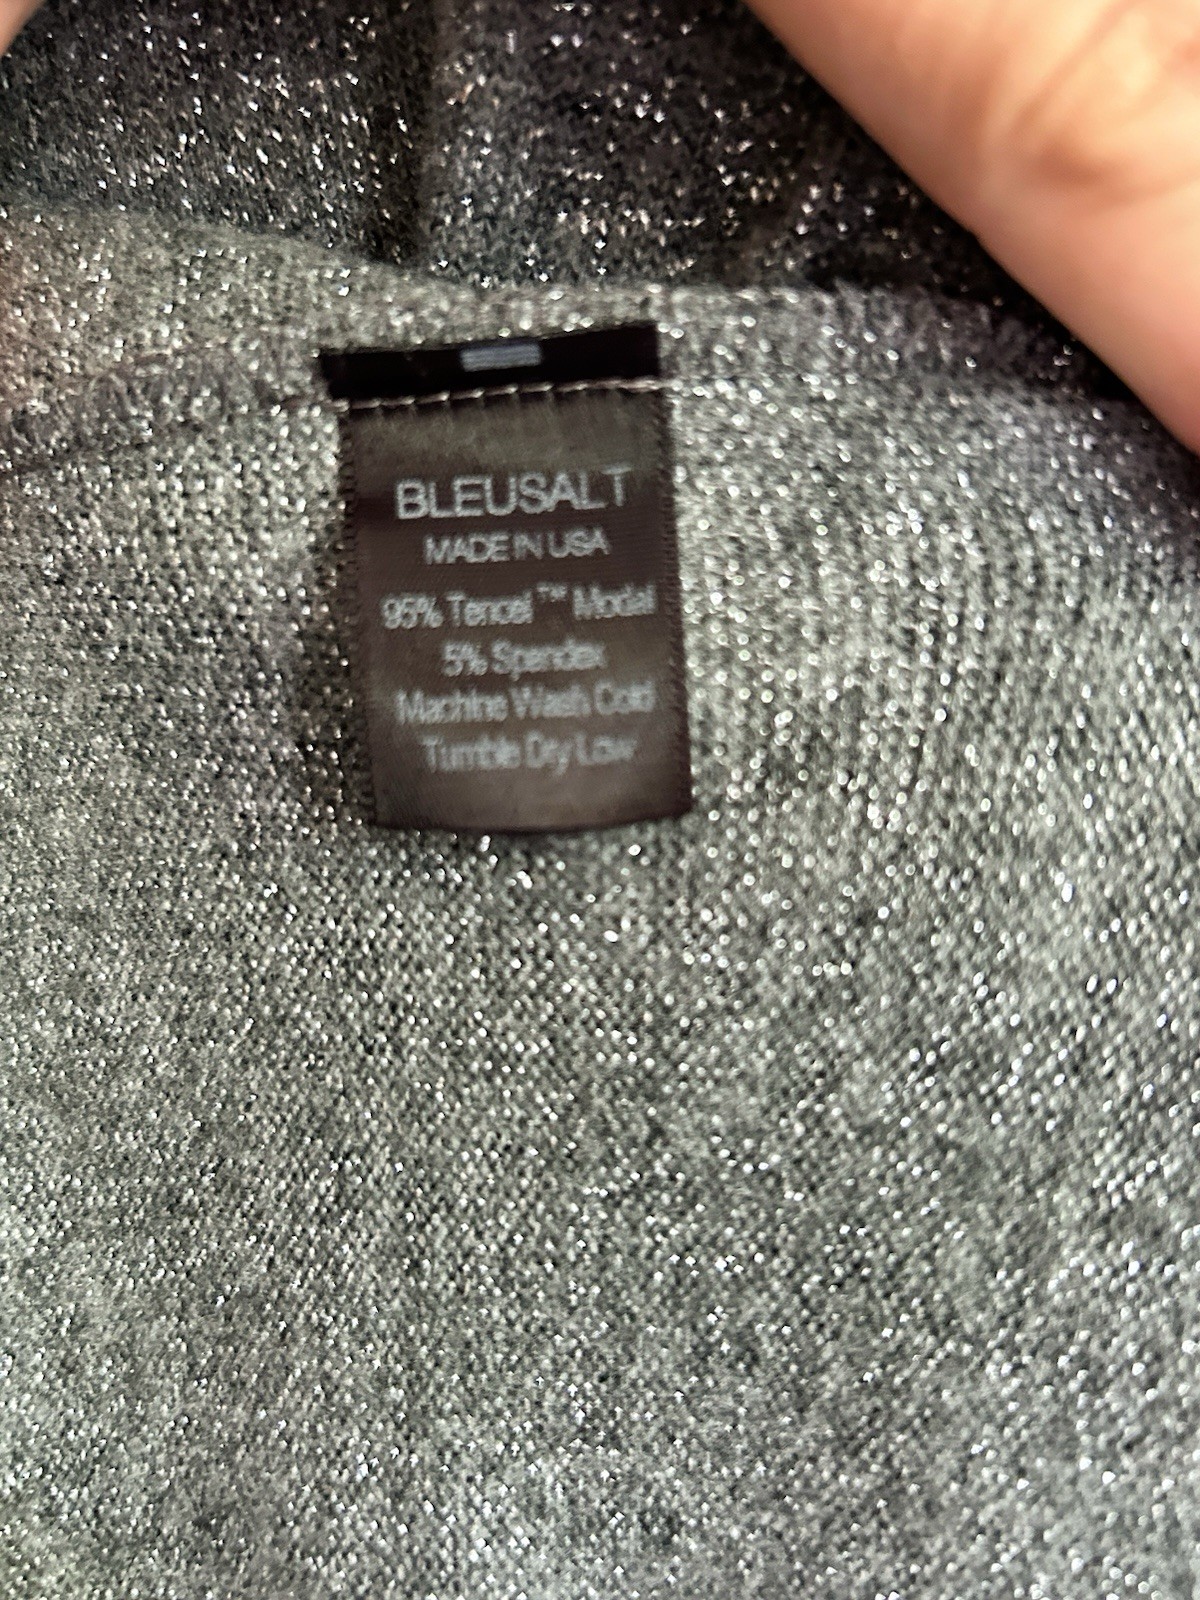 BLEUSALT
MADE IN USA
95% Tencel™ Modal
5% Spandex
Machine Wash Cold
Tumble Dry Low